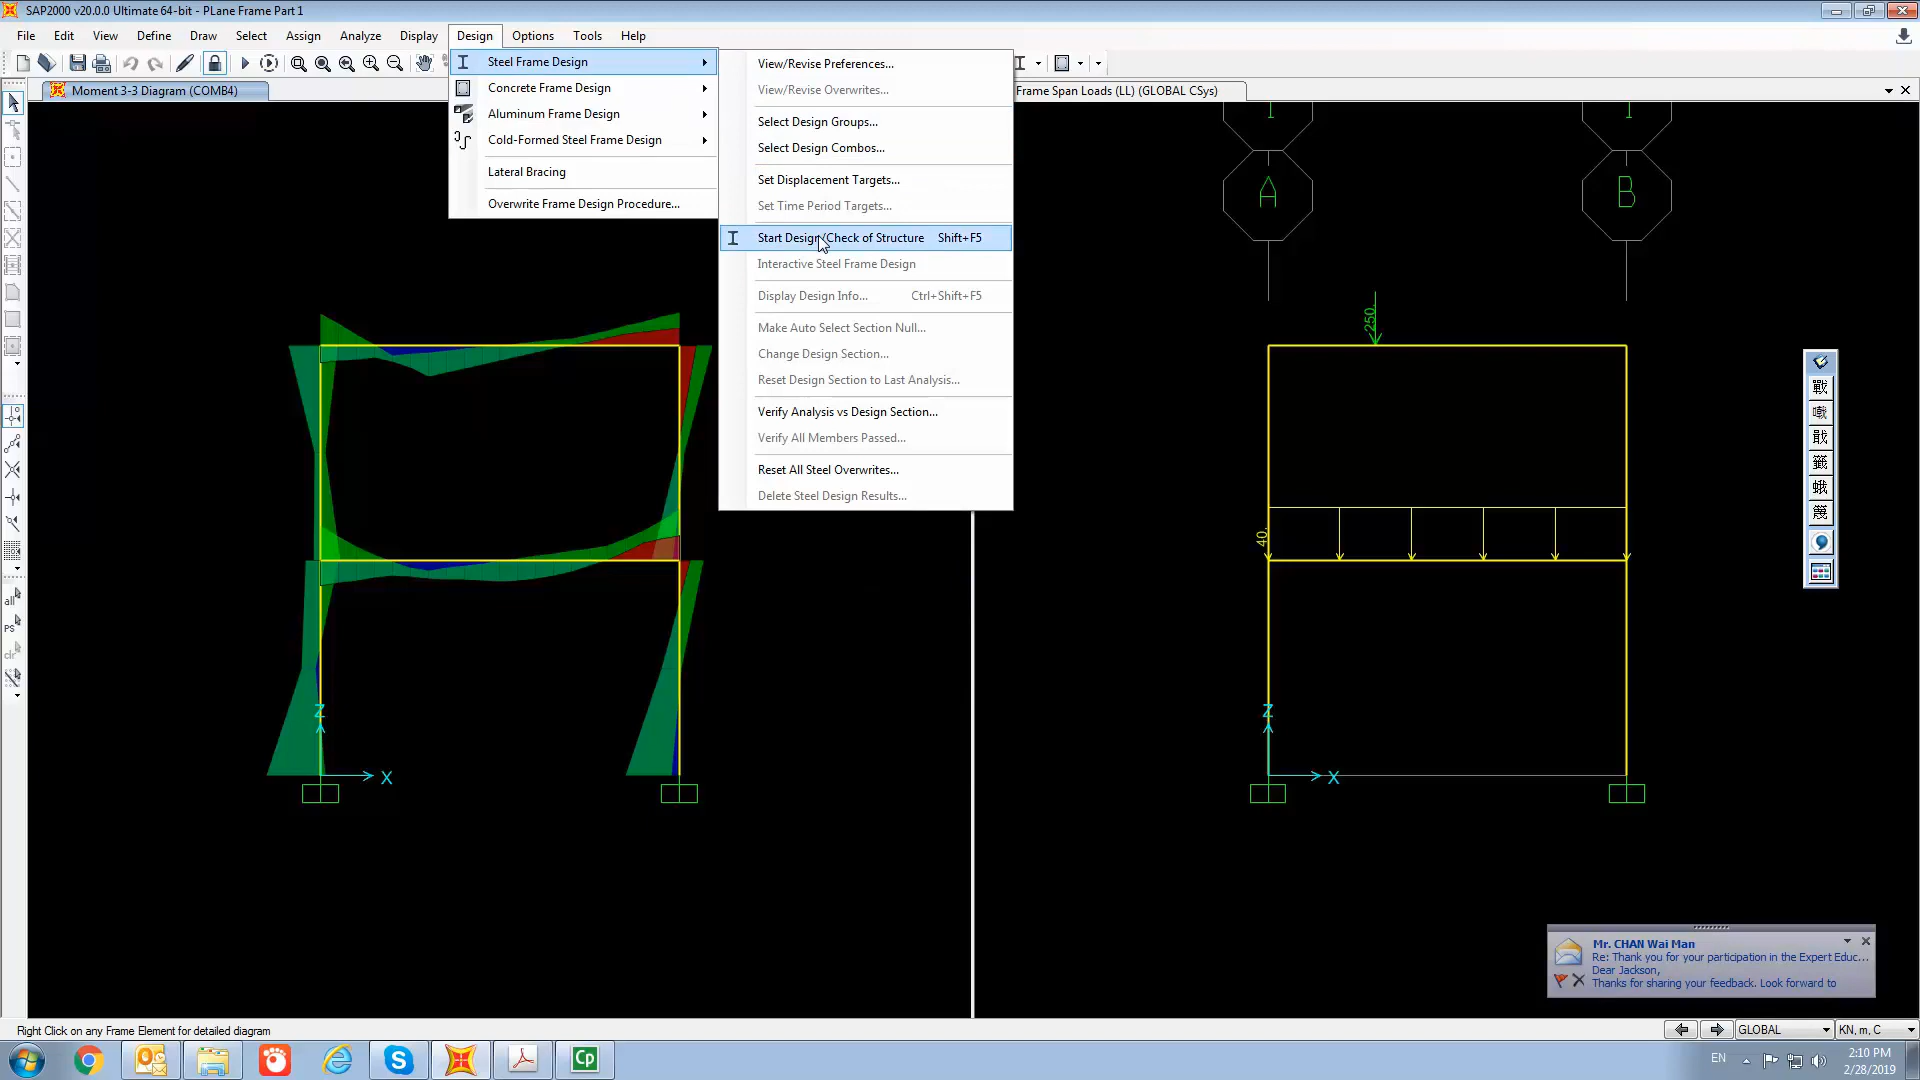 SAP2000 v20.0.0 Ultimate 64-bit - PLane Frame Part 1
File Edit View Define Draw Select Assign Analyze Display Design Options Tools Help
Moment 3-3 Diagram (COMB4)
Frame Span Loads (LL) (GLOBAL CSys)
Steel Frame Design
Concrete Frame Design
Aluminum Frame Design
Cold-Formed Steel Frame Design
Lateral Bracing
Overwrite Frame Design Procedure...
View/Revise Preferences...
View/Revise Overwrites...
Select Design Groups...
Select Design Combos...
Set Displacement Targets...
Set Time Period Targets...
Start Design/Check of Structure Shift+F5
Interactive Steel Frame Design
Display Design Info... Ctrl+Shift+F5
Make Auto Select Section Null...
Change Design Section...
Reset Design Section to Last Analysis...
Verify Analysis vs Design Section...
Verify All Members Passed...
Reset All Steel Overwrites...
Delete Steel Design Results...
all
PS
clr
Z
X
A
B
250.
40.
Z
X
戰
Mr. CHAN Wai Man
Re: Thank you for your participation in the Expert Educ...
Dear Jackson,
Thanks for sharing your feedback. Look forward to
Right Click on any Frame Element for detailed diagram
GLOBAL
KN, m, C
Cp
EN
2:10 PM
2/28/2019